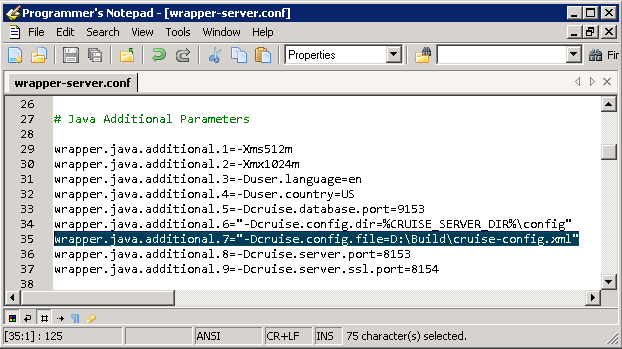 Programmer's Notepad - [wrapper-server.conf]
File Edit Search View Tools Window Help
Properties
Fir
wrapper-server.conf
26
27 # Java Additional Parameters
28
29 wrapper.java.additional.1=-Xms512m
30 wrapper.java.additional.2=-Xmx1024m
31 wrapper.java.additional.3=-Duser.language=en
32 wrapper.java.additional.4=-Duser.country=US
33 wrapper.java.additional.5=-Dcruise.database.port=9153
34 wrapper.java.additional.6="-Dcruise.config.dir=%CRUISE_SERVER_DIR%\config"
35 wrapper.java.additional.7="-Dcruise.config.file=D:\Build\cruise-config.xml"
36 wrapper.java.additional.8=-Dcruise.server.port=8153
37 wrapper.java.additional.9=-Dcruise.server.ssl.port=8154
38
[35:1] : 125 ANSI CR+LF INS 75 character(s) selected.